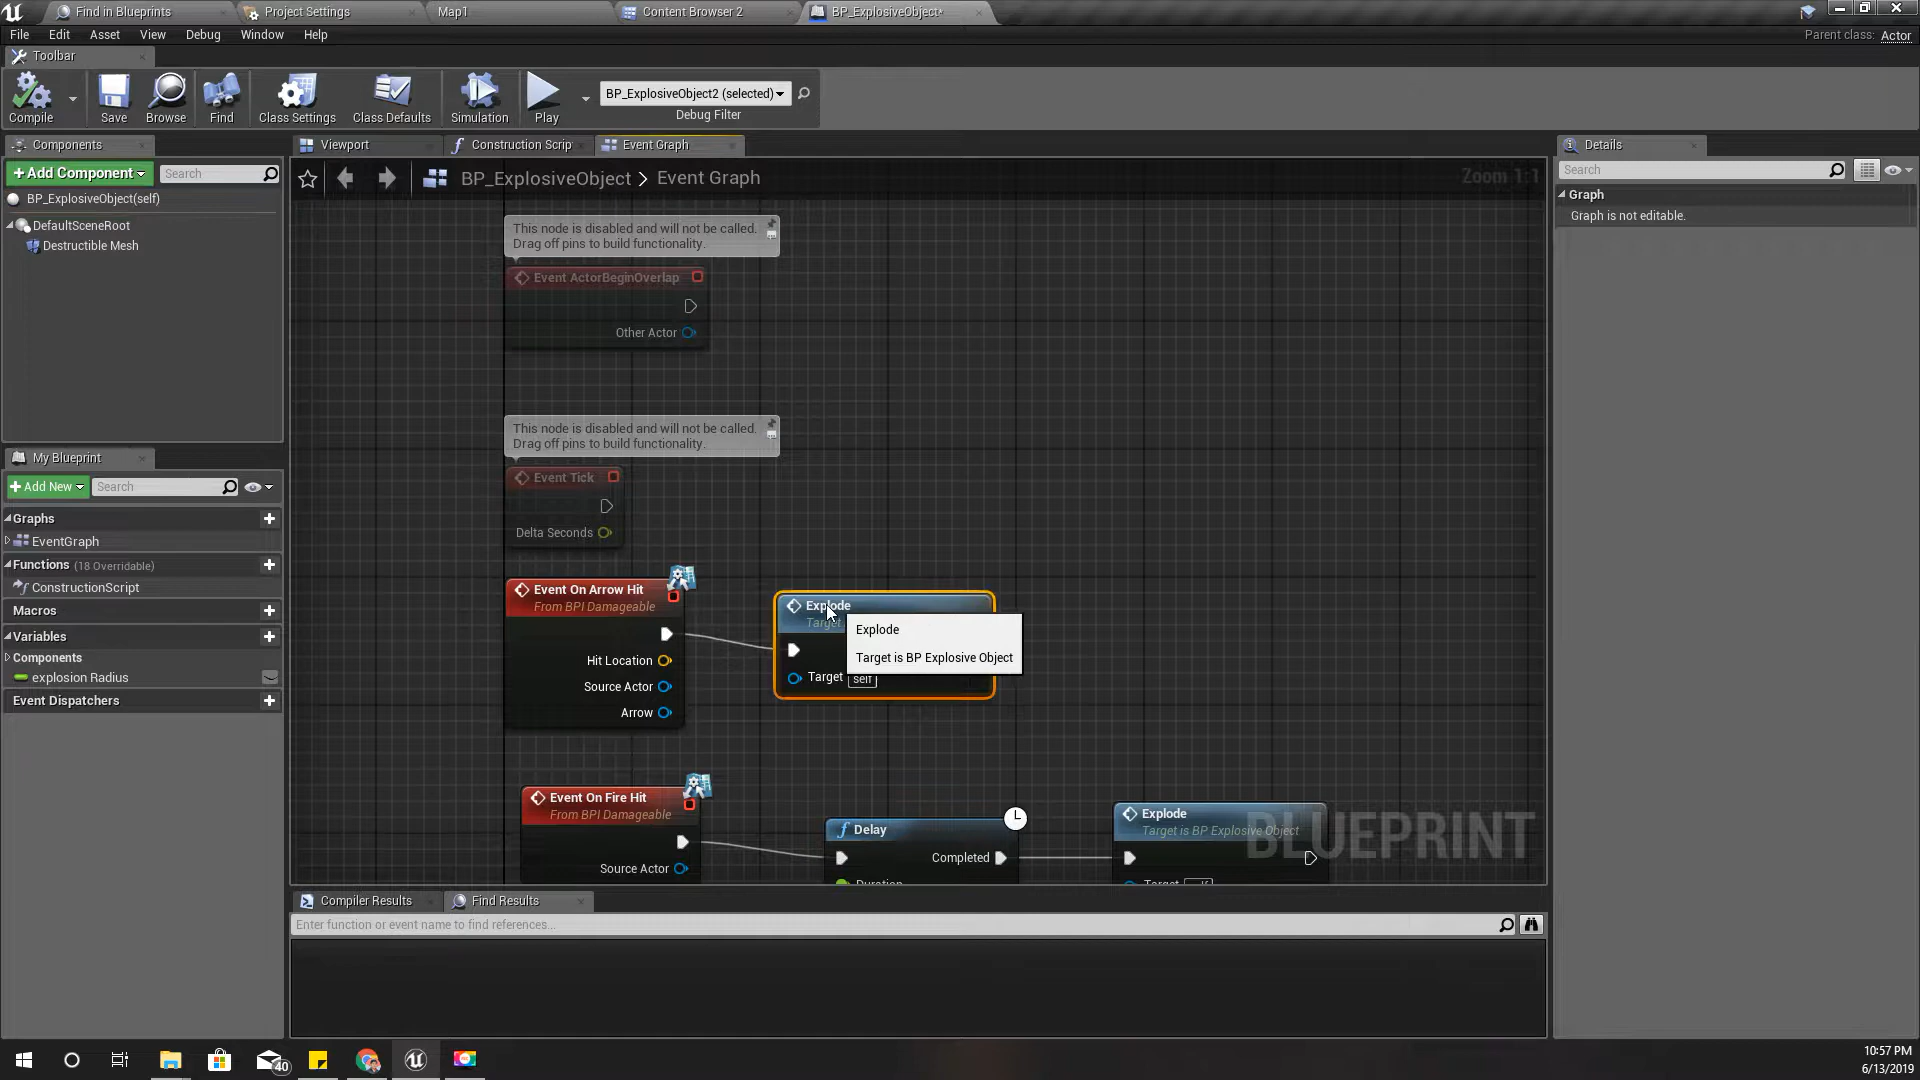 Find in Blueprints
Project Settings
Map1
Content Browser 2
BP_ExplosiveObject*
File
Edit
Asset
View
Debug
Window
Help
Parent class: Actor
Toolbar
Compile
Save
Browse
Find
Class Settings
Class Defaults
Simulation
Play
BP_ExplosiveObject2 (selected)
Debug Filter
Components
+Add Component
Search
BP_ExplosiveObject(self)
DefaultSceneRoot
Destructible Mesh
My Blueprint
+Add New
Search
Graphs
EventGraph
Functions (18 Overridable)
ConstructionScript
Macros
Variables
Components
explosion Radius
Event Dispatchers
Viewport
Construction Scrip
Event Graph
BP_ExplosiveObject > Event Graph
Zoom 1:1
This node is disabled and will not be called.
Drag off pins to build functionality.
Event ActorBeginOverlap
Other Actor
This node is disabled and will not be called.
Drag off pins to build functionality.
Event Tick
Delta Seconds
Event On Arrow Hit
From BPI Damageable
Hit Location
Source Actor
Arrow
Explode
Target
Target self
Explode
Target is BP Explosive Object
Event On Fire Hit
From BPI Damageable
Source Actor
Delay
Completed
Duration
Explode
Target is BP Explosive Object
Target self
BLUEPRINT
Compiler Results
Find Results
Enter function or event name to find references...
Details
Search
Graph
Graph is not editable.
40
10:57 PM
6/13/2019